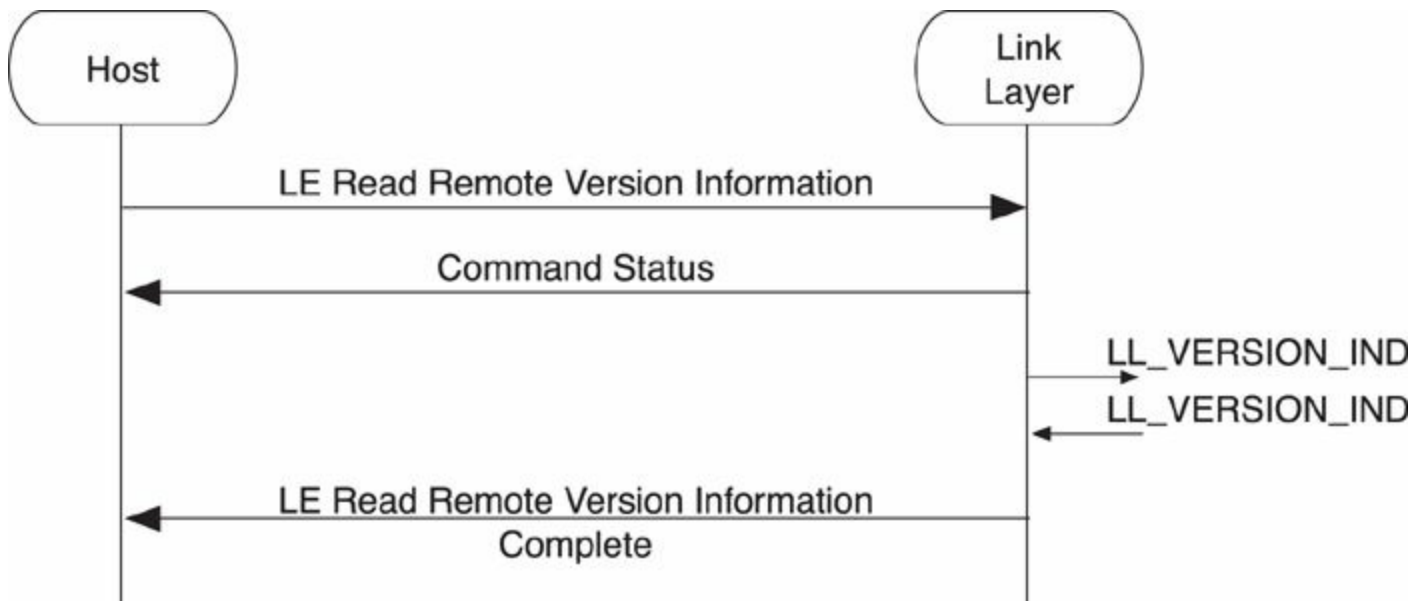 Host
Link
Layer
LE Read Remote Version Information
Command Status
LL_VERSION_IND
LL_VERSION_IND
LE Read Remote Version Information
Complete